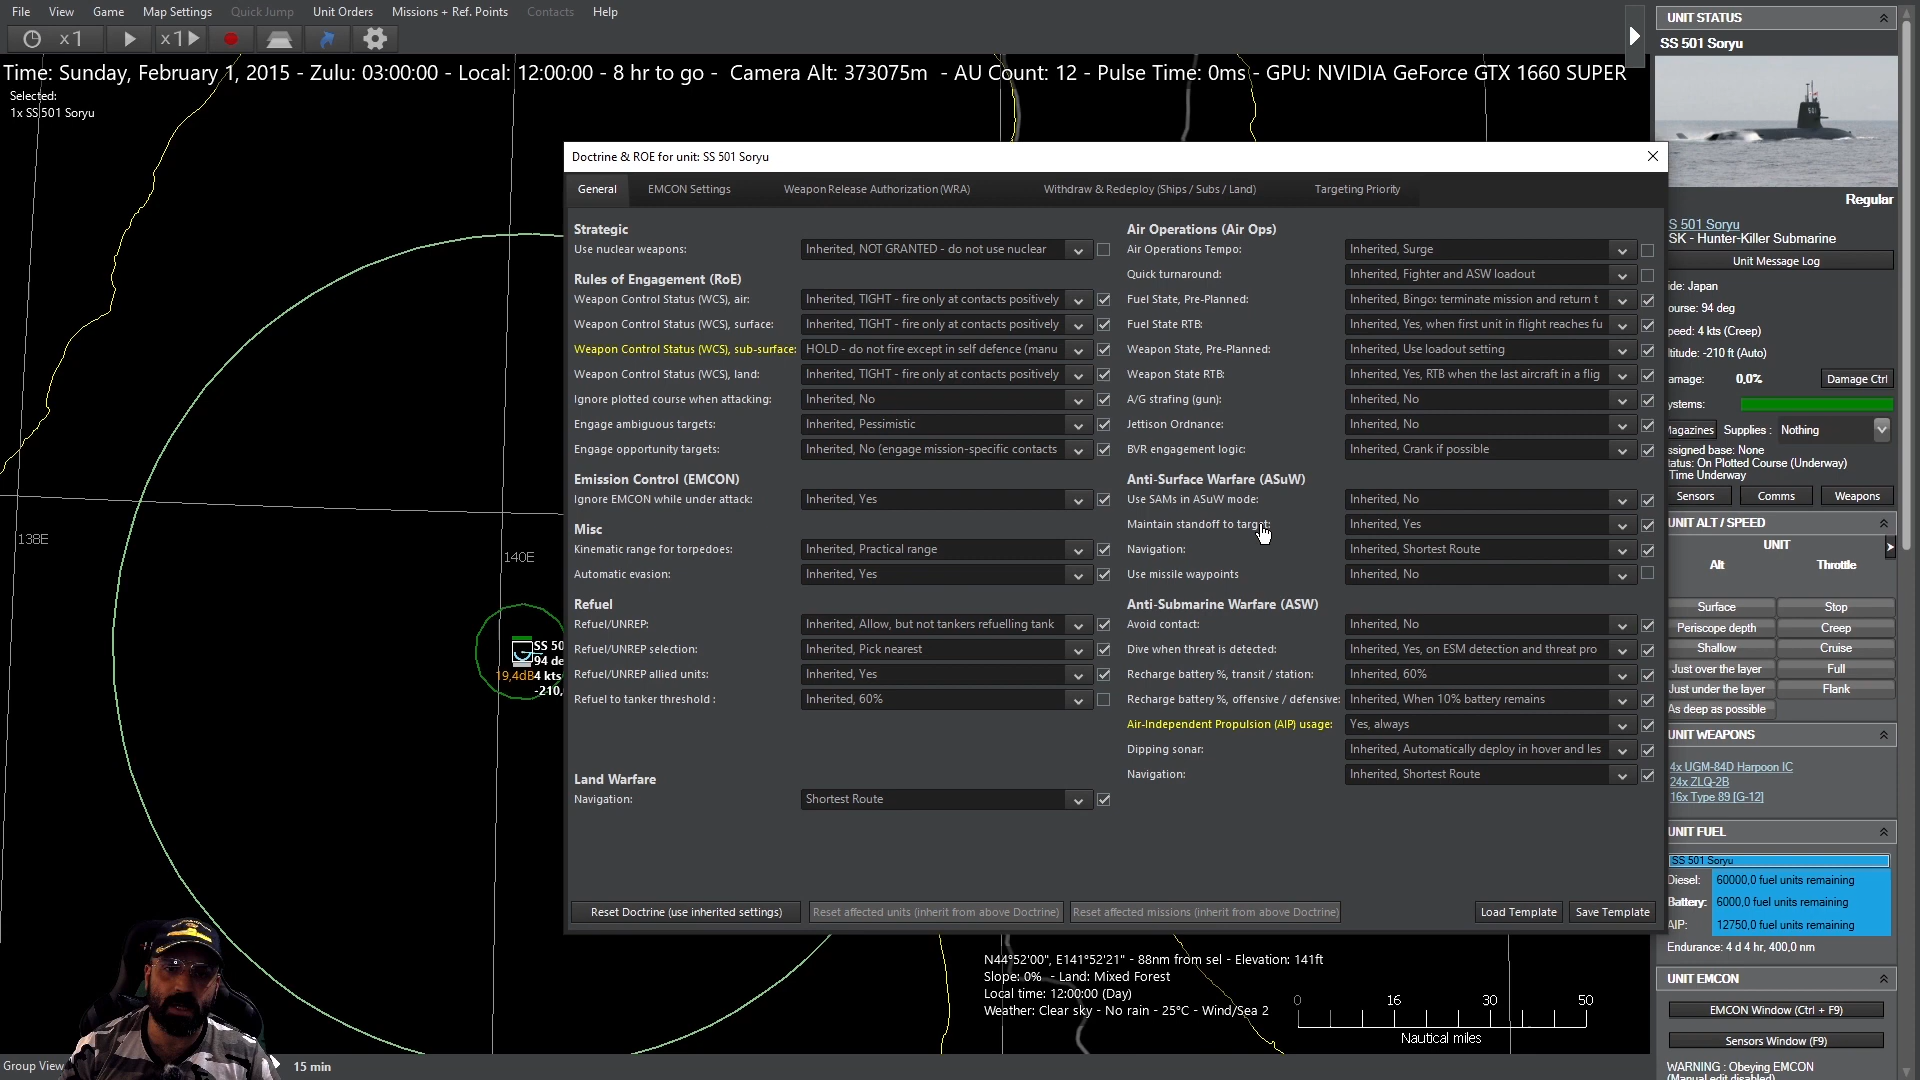 File View Game Map Settings Quick Jump Unit Orders Missions + Ref. Points Contacts Help
x1 x1
Time: Sunday, February 1, 2015 - Zulu: 03:00:00 - Local: 12:00:00 - 8 hr to go - Camera Alt: 373075m - AU Count: 12 - Pulse Time: 0ms - GPU: NVIDIA GeForce GTX 1660 SUPER
Selected:
1x SS 501 Soryu
138E
140E
SS 50
94 de
19,4dB 4 kts
-210,
Doctrine & ROE for unit: SS 501 Soryu
General EMCON Settings Weapon Release Authorization (WRA) Withdraw & Redeploy (Ships / Subs / Land) Targeting Priority
Strategic
Use nuclear weapons: Inherited, NOT GRANTED - do not use nuclear
Rules of Engagement (RoE)
Weapon Control Status (WCS), air: Inherited, TIGHT - fire only at contacts positively
Weapon Control Status (WCS), surface: Inherited, TIGHT - fire only at contacts positively
Weapon Control Status (WCS), sub-surface: HOLD - do not fire except in self defence (manu
Weapon Control Status (WCS), land: Inherited, TIGHT - fire only at contacts positively
Ignore plotted course when attacking: Inherited, No
Engage ambiguous targets: Inherited, Pessimistic
Engage opportunity targets: Inherited, No (engage mission-specific contacts
Emission Control (EMCON)
Ignore EMCON while under attack: Inherited, Yes
Misc
Kinematic range for torpedoes: Inherited, Practical range
Automatic evasion: Inherited, Yes
Refuel
Refuel/UNREP: Inherited, Allow, but not tankers refuelling tank
Refuel/UNREP selection: Inherited, Pick nearest
Refuel/UNREP allied units: Inherited, Yes
Refuel to tanker threshold : Inherited, 60%
Land Warfare
Navigation: Shortest Route
Air Operations (Air Ops)
Air Operations Tempo: Inherited, Surge
Quick turnaround: Inherited, Fighter and ASW loadout
Fuel State, Pre-Planned: Inherited, Bingo: terminate mission and return t
Fuel State RTB: Inherited, Yes, when first unit in flight reaches fu
Weapon State, Pre-Planned: Inherited, Use loadout setting
Weapon State RTB: Inherited, Yes, RTB when the last aircraft in a flig
A/G strafing (gun): Inherited, No
Jettison Ordnance: Inherited, No
BVR engagement logic: Inherited, Crank if possible
Anti-Surface Warfare (ASuW)
Use SAMs in ASuW mode: Inherited, No
Maintain standoff to target: Inherited, Yes
Navigation: Inherited, Shortest Route
Use missile waypoints Inherited, No
Anti-Submarine Warfare (ASW)
Avoid contact: Inherited, No
Dive when threat is detected: Inherited, Yes, on ESM detection and threat pro
Recharge battery %, transit / station: Inherited, 60%
Recharge battery %, offensive / defensive: Inherited, When 10% battery remains
Air-Independent Propulsion (AIP) usage: Yes, always
Dipping sonar: Inherited, Automatically deploy in hover and les
Navigation: Inherited, Shortest Route
Reset Doctrine (use inherited settings) Reset affected units (inherit from above Doctrine) Reset affected missions (inherit from above Doctrine) Load Template Save Template
N44°52'00", E141°52'21" - 88nm from sel - Elevation: 141ft
Slope: 0% - Land: Mixed Forest
Local time: 12:00:00 (Day)
Weather: Clear sky - No rain - 25°C - Wind/Sea 2
0 16 30 50
Nautical miles
Group View 15 min
UNIT STATUS
SS 501 Soryu
Regular
S 501 Soryu
SK - Hunter-Killer Submarine
Unit Message Log
ide: Japan
ourse: 94 deg
peed: 4 kts (Creep)
ltitude: -210 ft (Auto)
amage: 0,0% Damage Ctrl
ystems:
Magazines Supplies : Nothing
ssigned base: None
tatus: On Plotted Course (Underway)
Time Underway
Sensors Comms Weapons
UNIT ALT / SPEED
UNIT
Alt Throttle
Surface Stop
Periscope depth Creep
Shallow Cruise
Just over the layer Full
Just under the layer Flank
As deep as possible
UNIT WEAPONS
4x UGM-84D Harpoon IC
24x ZLQ-2B
16x Type 89 [G-12]
UNIT FUEL
SS 501 Soryu
Diesel: 60000,0 fuel units remaining
Battery: 6000,0 fuel units remaining
AIP: 12750,0 fuel units remaining
Endurance: 4 d 4 hr, 400,0 nm
UNIT EMCON
EMCON Window (Ctrl + F9)
Sensors Window (F9)
WARNING : Obeying EMCON
(Manual edit disabled)